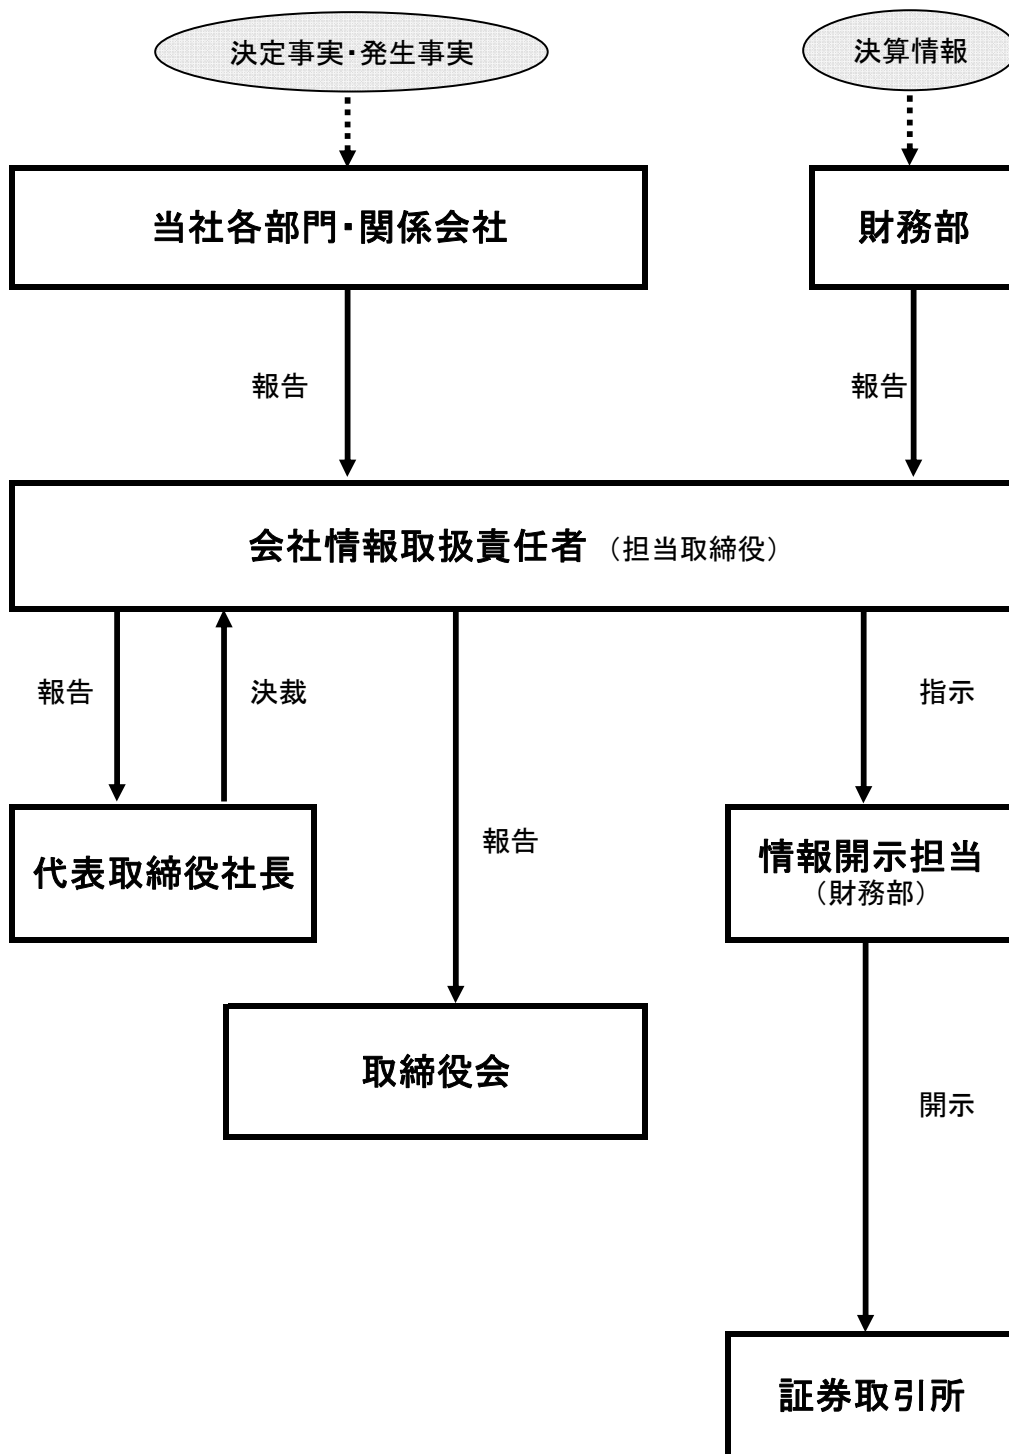 決定事実・発生事実
決算情報
当社各部門・関係会社
財務部
報告
報告
会社情報取扱責任者（担当取締役）
報告
決裁
指示
代表取締役社長
報告
情報開示担当
（財務部）
取締役会
開示
証券取引所